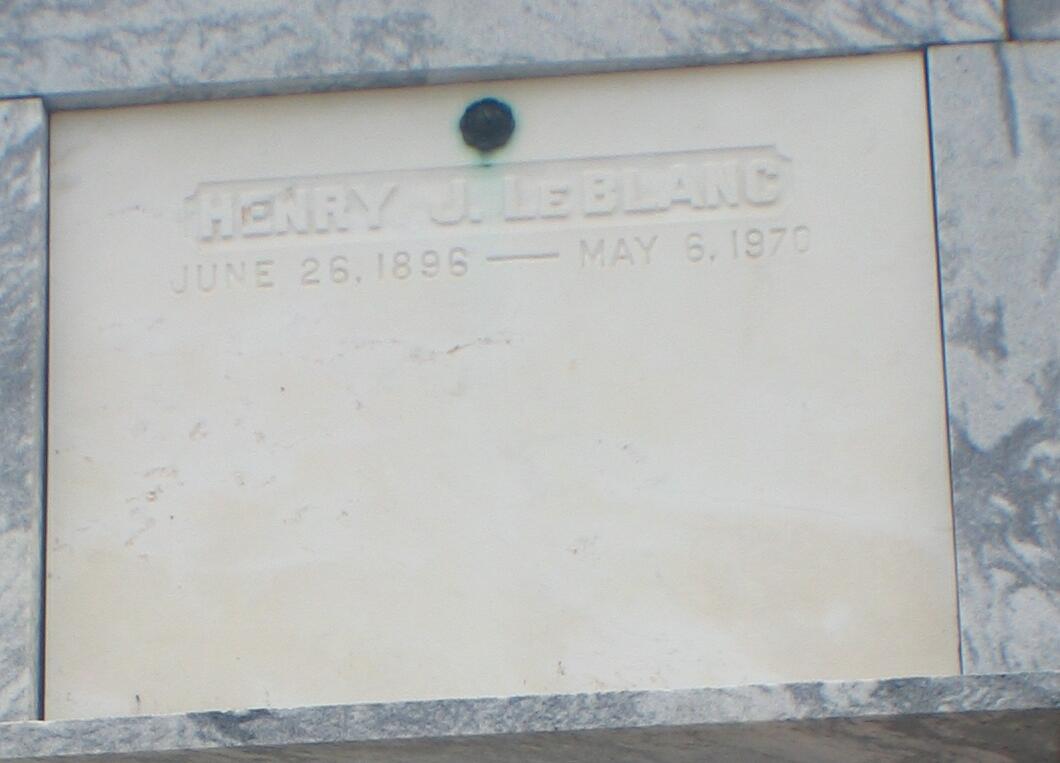 HENRY J. LEBLANC
JUNE 26, 1896 — MAY 6, 1970